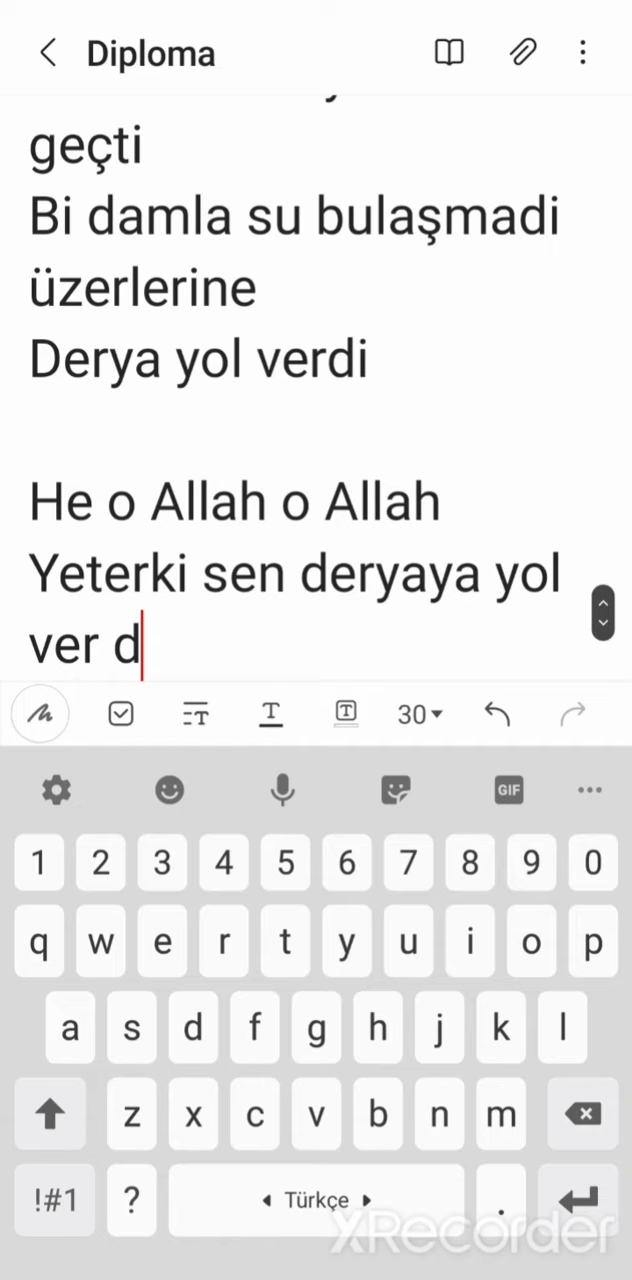 Diploma
geçti
Bi damla su bulaşmadi
üzerlerine
Derya yol verdi
He o Allah o Allah
Yeterki sen deryaya yol
ver d
30
GIF
1 2 3 4 5 6 7 8 9 0
q w e r t y u i o p
a s d f g h j k l
z x c v b n m
!#1 ? Türkçe .
XRecorder